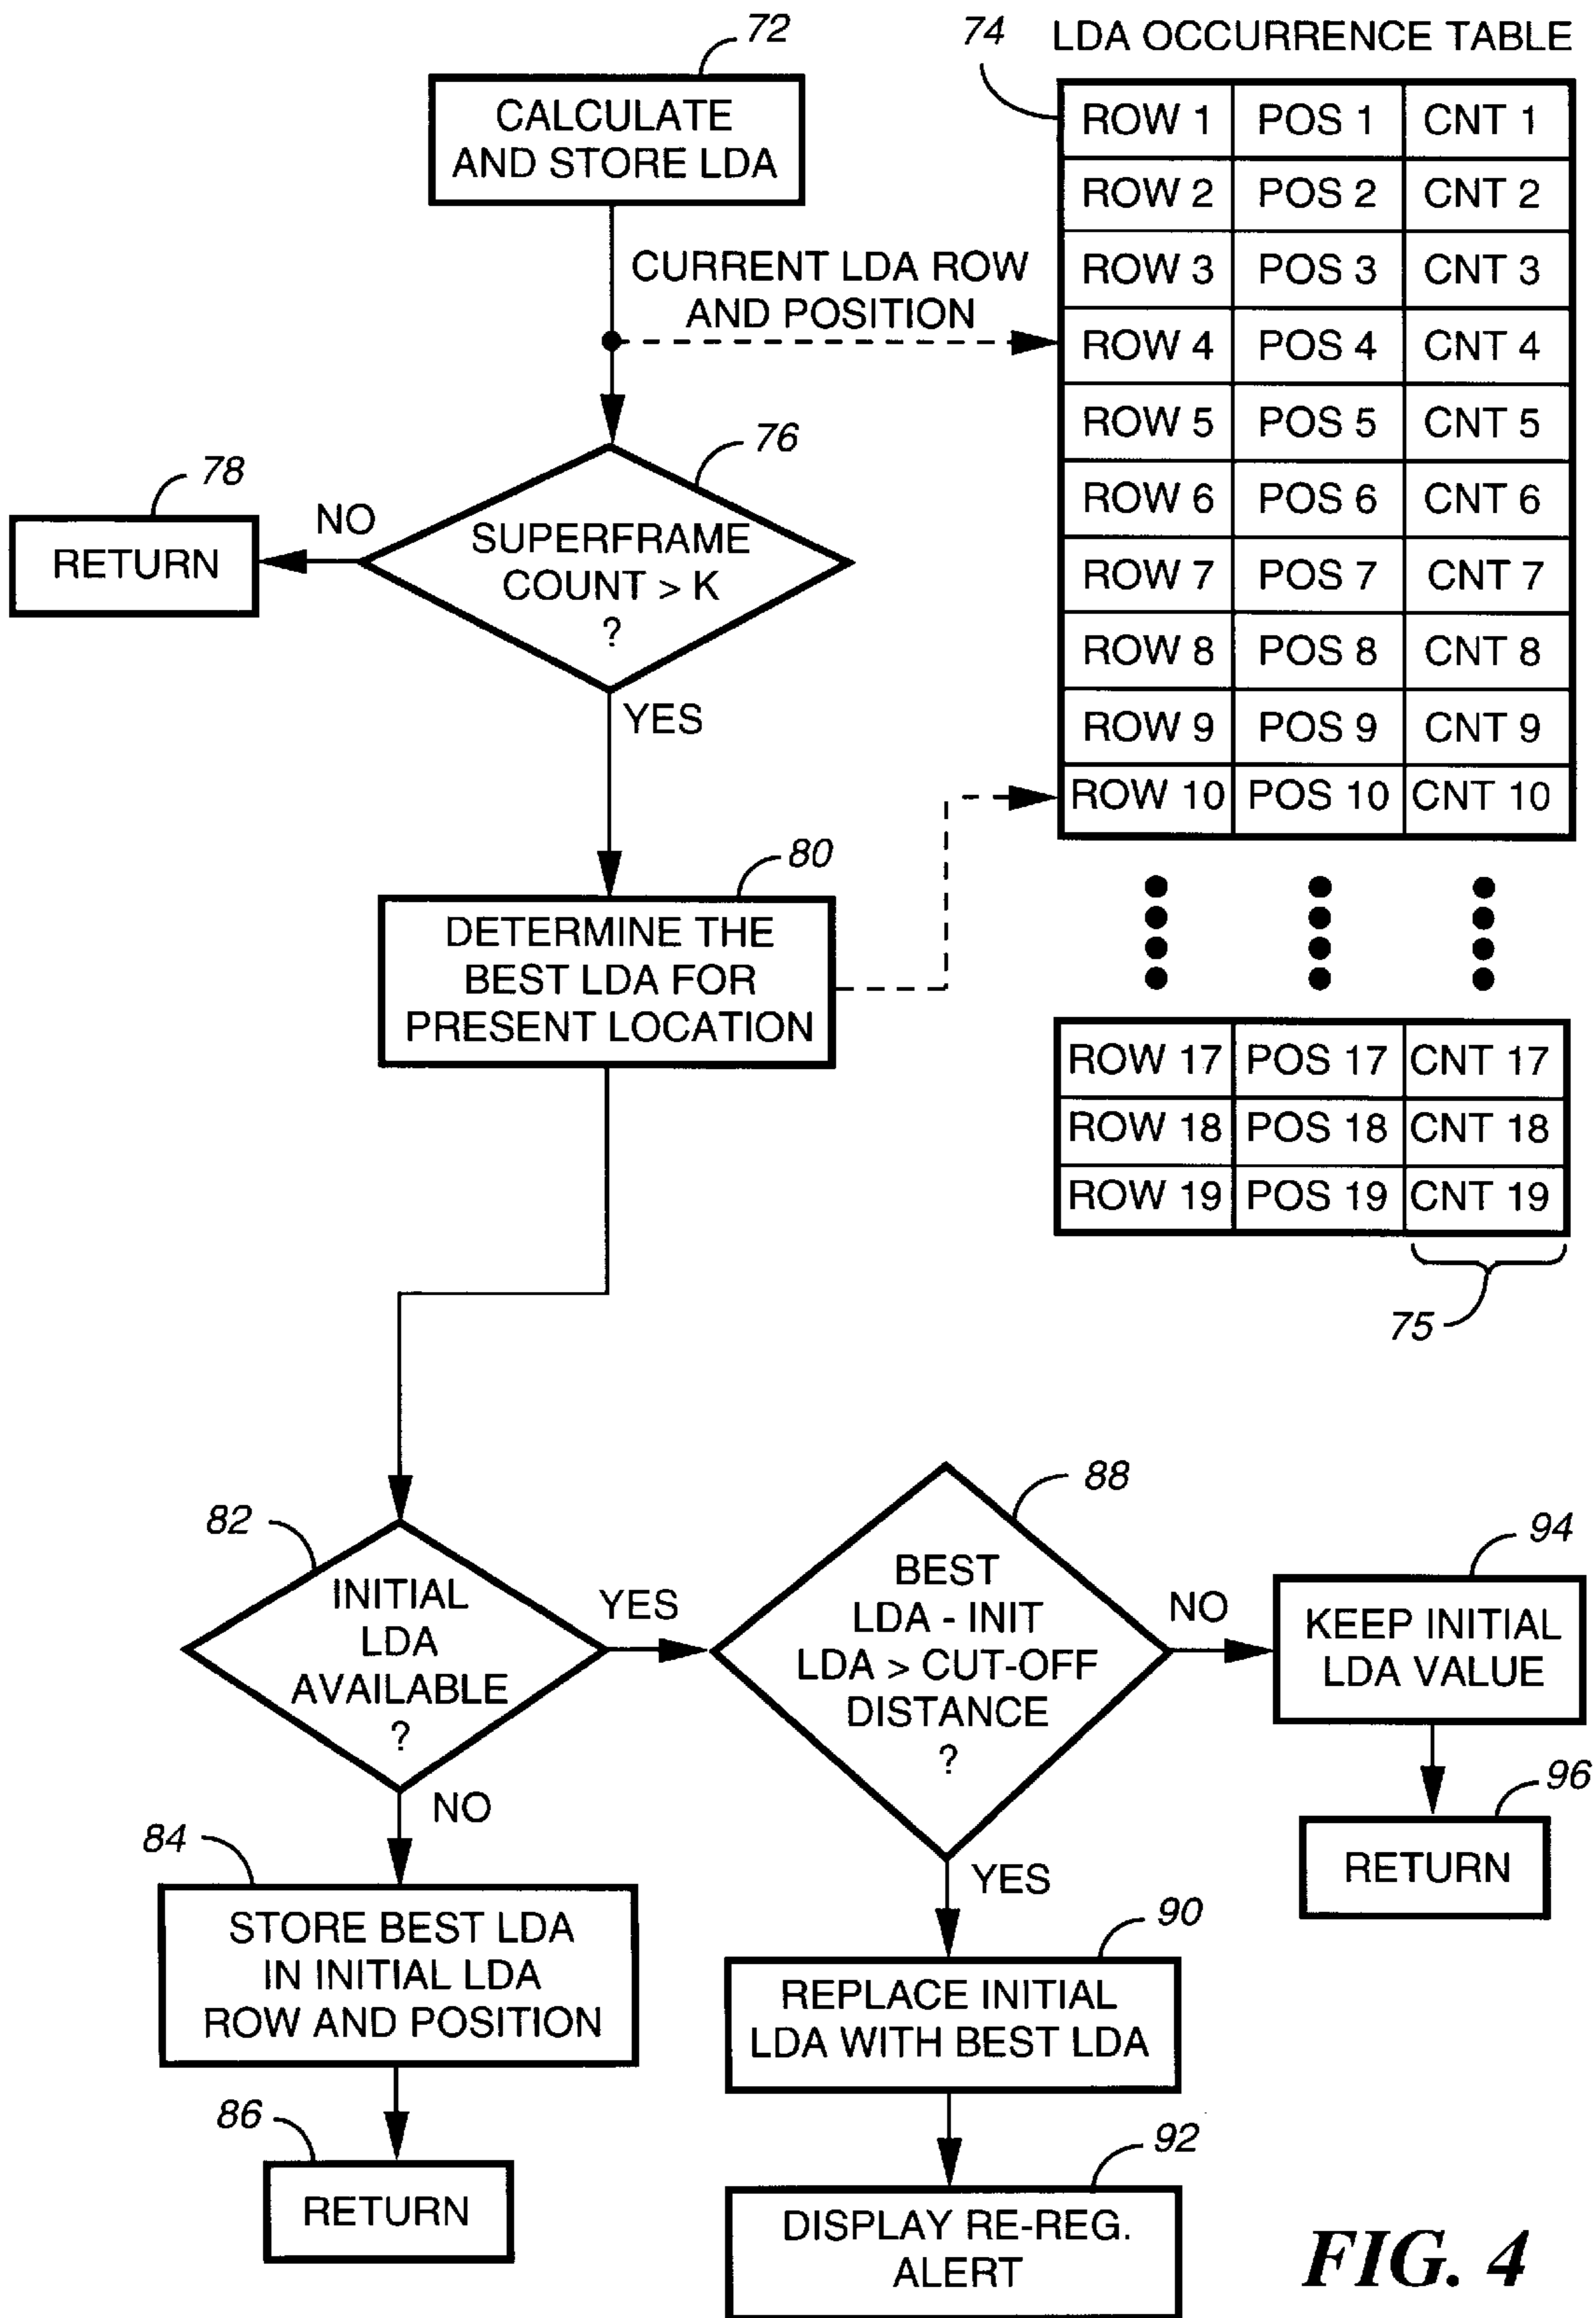 72
CALCULATE
AND STORE LDA
74
LDA OCCURRENCE TABLE
ROW 1 POS 1 CNT 1
ROW 2 POS 2 CNT 2
ROW 3 POS 3 CNT 3
ROW 4 POS 4 CNT 4
ROW 5 POS 5 CNT 5
ROW 6 POS 6 CNT 6
ROW 7 POS 7 CNT 7
ROW 8 POS 8 CNT 8
ROW 9 POS 9 CNT 9
ROW 10 POS 10 CNT 10
ROW 17 POS 17 CNT 17
ROW 18 POS 18 CNT 18
ROW 19 POS 19 CNT 19
75
CURRENT LDA ROW
AND POSITION
76
SUPERFRAME
COUNT > K
?
NO
78
RETURN
YES
80
DETERMINE THE
BEST LDA FOR
PRESENT LOCATION
82
INITIAL
LDA
AVAILABLE
?
YES
NO
84
STORE BEST LDA
IN INITIAL LDA
ROW AND POSITION
86
RETURN
88
BEST
LDA - INIT
LDA > CUT-OFF
DISTANCE
?
NO
94
KEEP INITIAL
LDA VALUE
96
RETURN
YES
90
REPLACE INITIAL
LDA WITH BEST LDA
92
DISPLAY RE-REG.
ALERT
FIG. 4